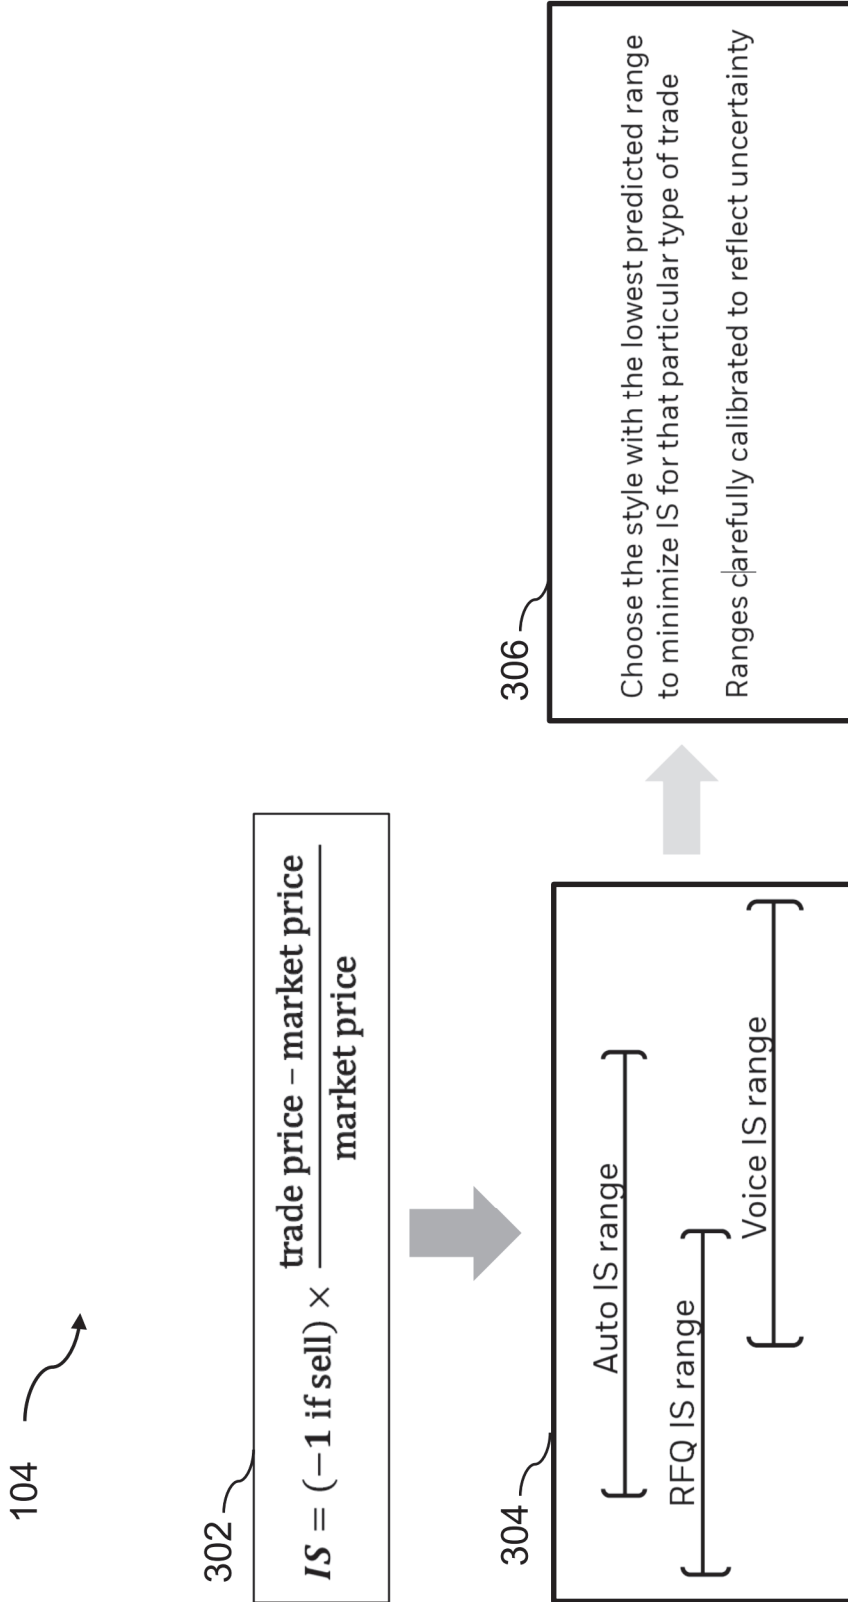 104
302
IS = (−1 if sell) × trade price − market price
market price
304
Auto IS range
RFQ IS range
Voice IS range
306
Choose the style with the lowest predicted range
to minimize IS for that particular type of trade
Ranges carefully calibrated to reflect uncertainty